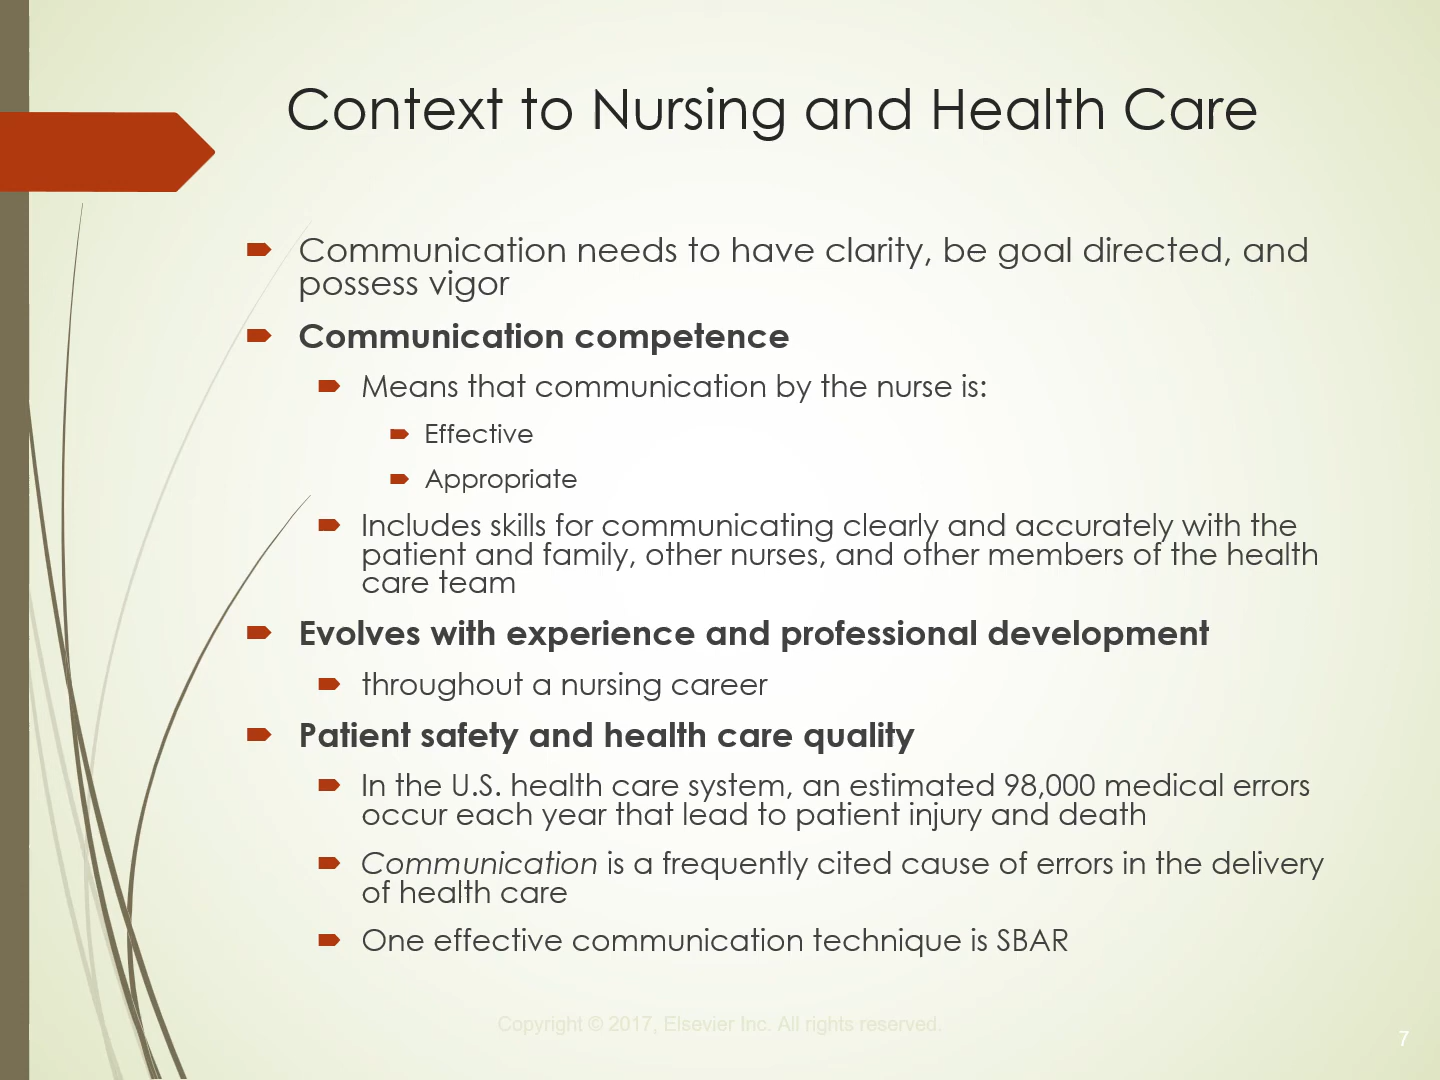 Context to Nursing and Health Care
Communication needs to have clarity, be goal directed, and
possess vigor
Communication competence
Means that communication by the nurse is:
Effective
Appropriate
Includes skills for communicating clearly and accurately with the
patient and family, other nurses, and other members of the health
care team
Evolves with experience and professional development
throughout a nursing career
Patient safety and health care quality
In the U.S. health care system, an estimated 98,000 medical errors
occur each year that lead to patient injury and death
Communication is a frequently cited cause of errors in the delivery
of health care
One effective communication technique is SBAR
Copyright © 2017, Elsevier Inc. All rights reserved.
7